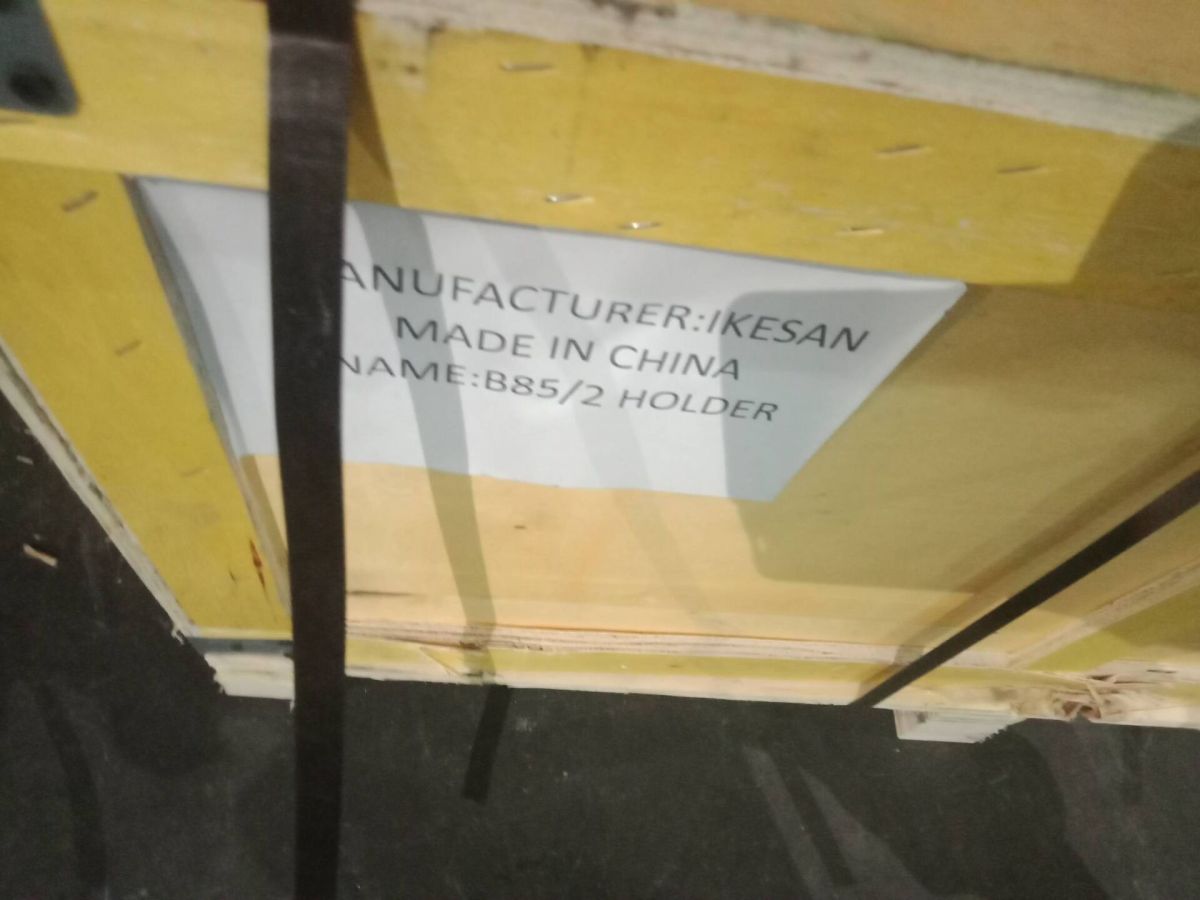 ANUFACTURER:IKESAN
MADE IN CHINA
NAME:B85/2 HOLDER